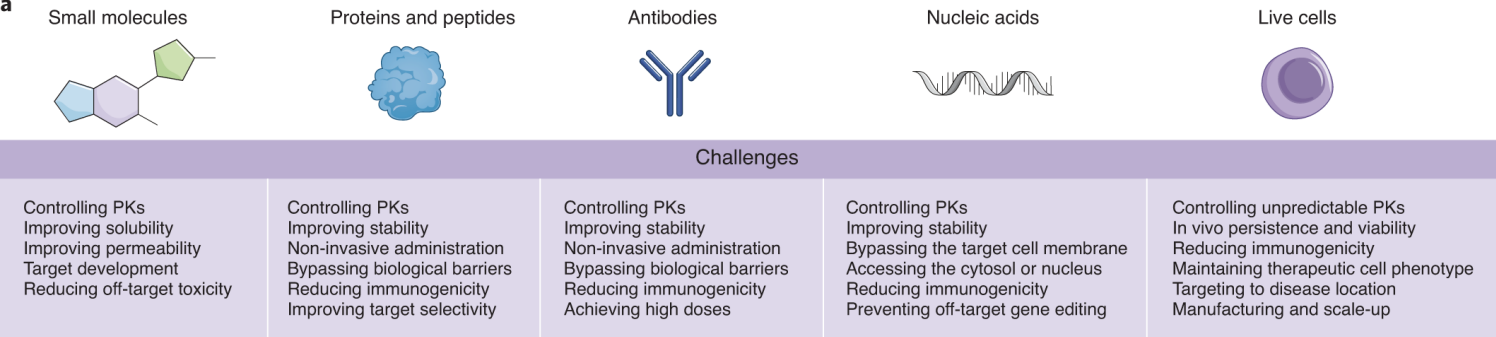 a
Small molecules
Proteins and peptides
Antibodies
Nucleic acids
Live cells
Challenges
Controlling PKs
Improving solubility
Improving permeability
Target development
Reducing off-target toxicity
Controlling PKs
Improving stability
Non-invasive administration
Bypassing biological barriers
Reducing immunogenicity
Improving target selectivity
Controlling PKs
Improving stability
Non-invasive administration
Bypassing biological barriers
Reducing immunogenicity
Achieving high doses
Controlling PKs
Improving stability
Bypassing the target cell membrane
Accessing the cytosol or nucleus
Reducing immunogenicity
Preventing off-target gene editing
Controlling unpredictable PKs
In vivo persistence and viability
Reducing immunogenicity
Maintaining therapeutic cell phenotype
Targeting to disease location
Manufacturing and scale-up